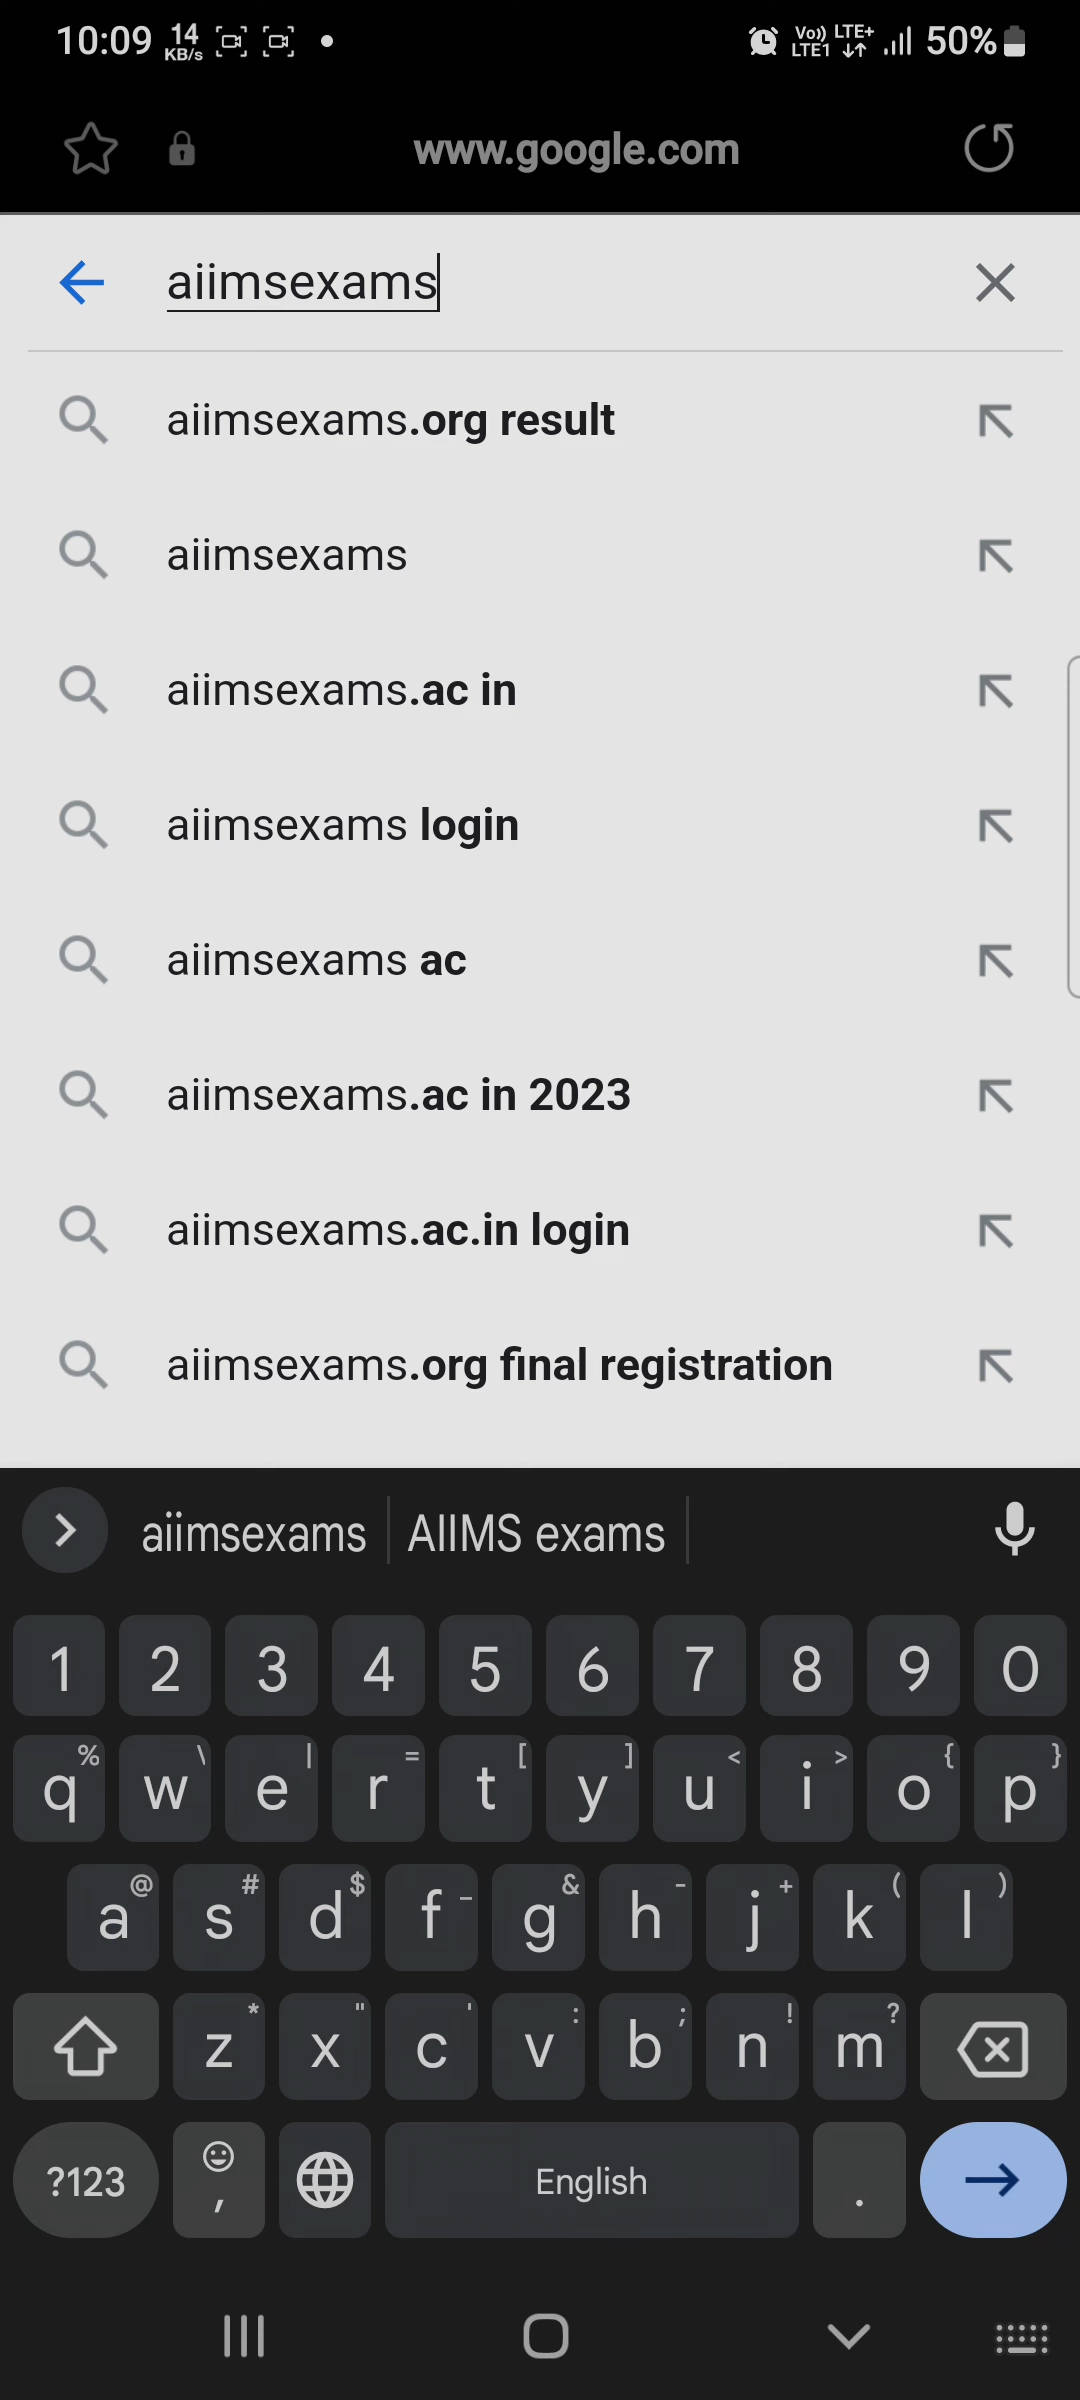 10:09 14 KB/s Vo)) LTE1 LTE+ 50%
www.google.com
aiimsexams
aiimsexams.org result
aiimsexams
aiimsexams.ac in
aiimsexams login
aiimsexams ac
aiimsexams.ac in 2023
aiimsexams.ac.in login
aiimsexams.org final registration
aiimsexams AIIMS exams
1 2 3 4 5 6 7 8 9 0
% \ | = [ ] < > { }
q w e r t y u i o p
@ # $ _ & - + ( )
a s d f g h j k l
* " ' : ; ! ?
z x c v b n m
?123 , English .